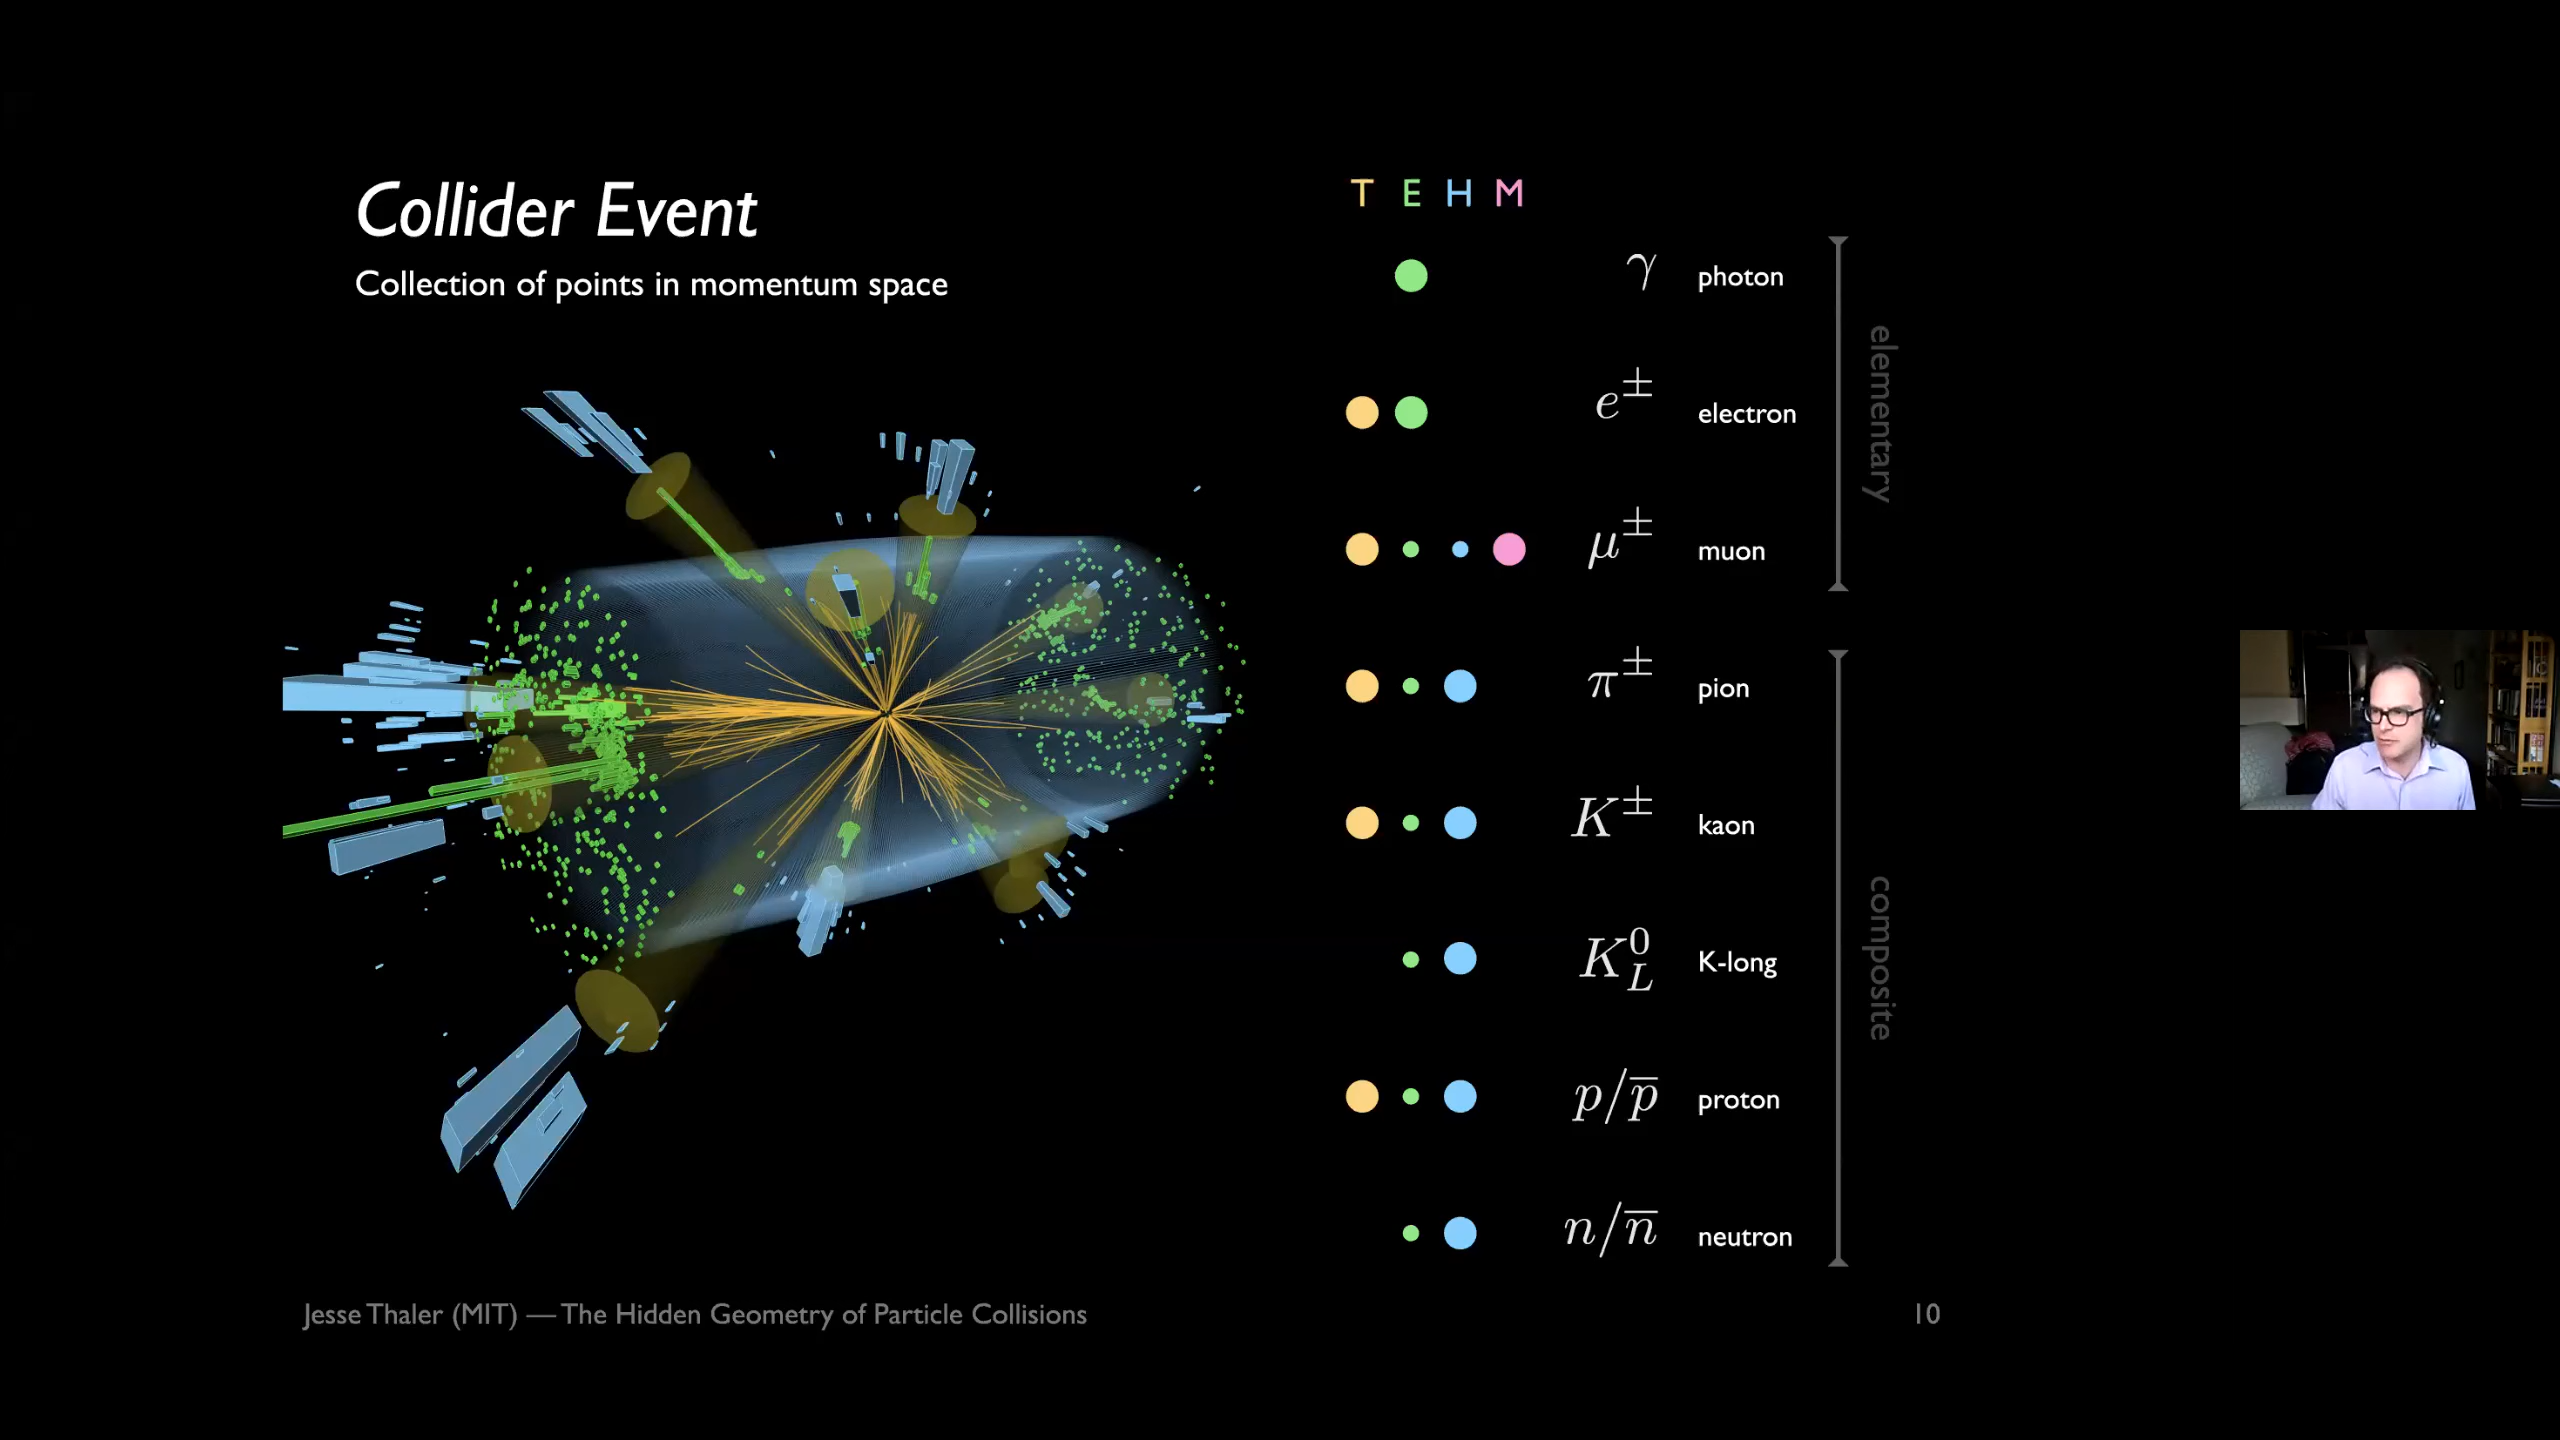 Collider Event
Collection of points in momentum space
T E H M
γ photon
e± electron
μ± muon
π± pion
K± kaon
K⁰_L K-long
p/p̅ proton
n/n̅ neutron
elementary
composite
Jesse Thaler (MIT) — The Hidden Geometry of Particle Collisions
10